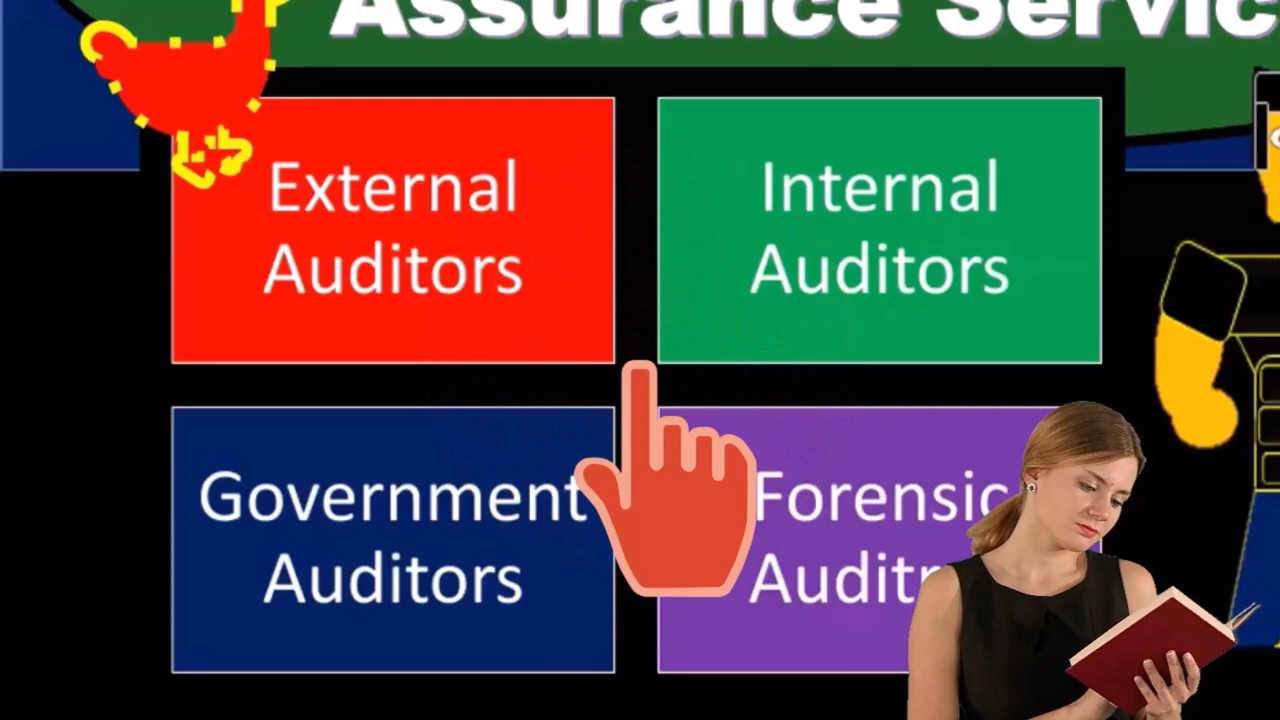 Assurance Servic
External
Auditors
Internal
Auditors
Government
Auditors
Forensic